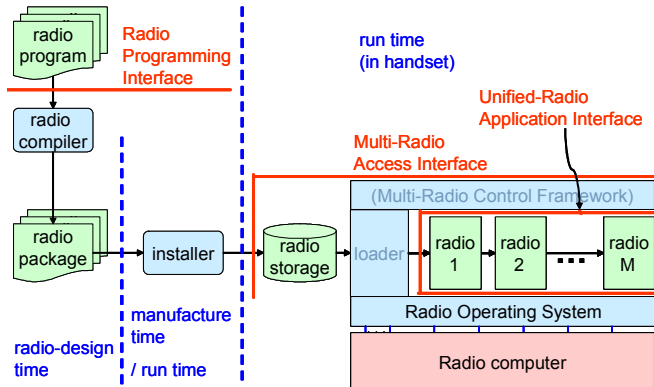 radio
program
Radio
Programming
Interface
run time
(in handset)
radio
compiler
Unified-Radio
Application Interface
Multi-Radio
Access Interface
(Multi-Radio Control Framework)
radio
package
installer
radio
storage
loader
radio
1
radio
2
...
radio
M
Radio Operating System
manufacture
time
/ run time
radio-design
time
Radio computer